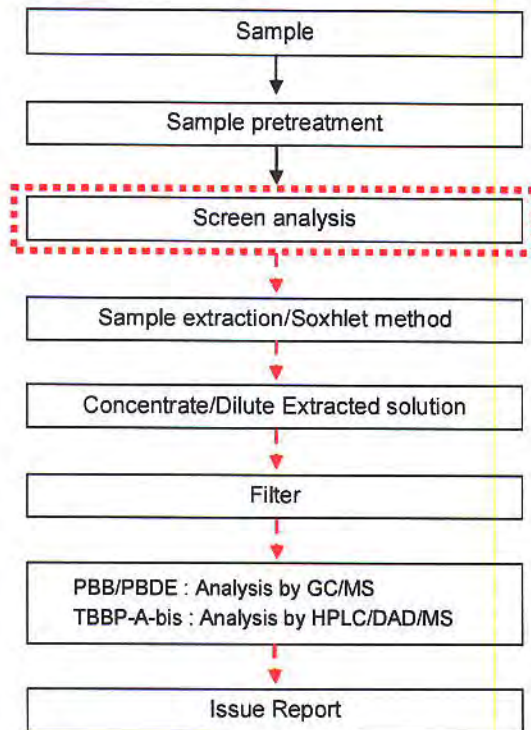 Sample
Sample pretreatment
Screen analysis
Sample extraction/Soxhlet method
Concentrate/Dilute Extracted solution
Filter
PBB/PBDE : Analysis by GC/MS
TBBP-A-bis : Analysis by HPLC/DAD/MS
Issue Report